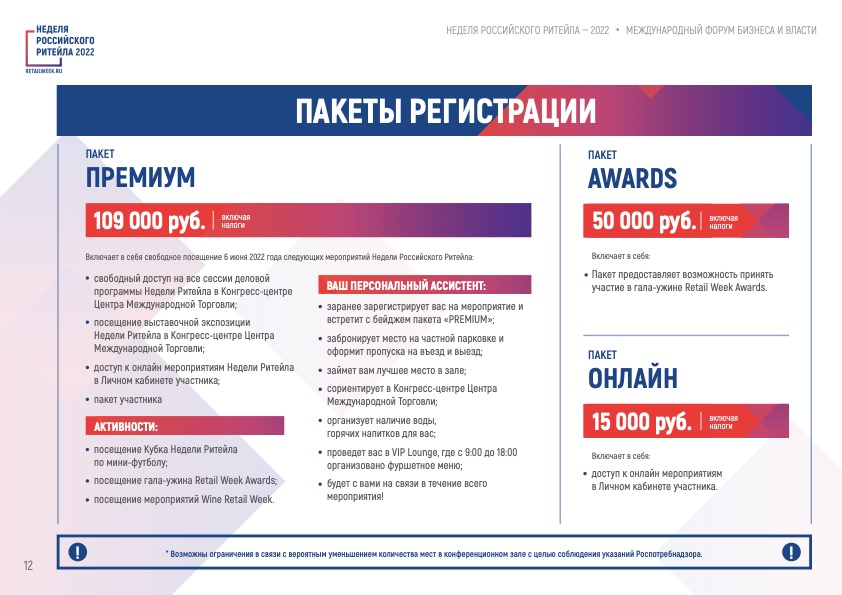 НЕДЕЛЯ
РОССИЙСКОГО
РИТЕЙЛА 2022
RETAILWEEK.RU
НЕДЕЛЯ РОССИЙСКОГО РИТЕЙЛА – 2022 • МЕЖДУНАРОДНЫЙ ФОРУМ БИЗНЕСА И ВЛАСТИ
ПАКЕТЫ РЕГИСТРАЦИИ
ПАКЕТ
ПРЕМИУМ
109 000 руб.
включая
налоги
Включает в себя свободное посещение 6 июня 2022 года следующих мероприятий Недели Российского Ритейла:
• свободный доступ на все сессии деловой
программы Недели Ритейла в Конгресс-центре
Центра Международной Торговли;
• посещение выставочной экспозиции
Недели Ритейла в Конгресс-центре Центра
Международной Торговли;
• доступ к онлайн мероприятиям Недели Ритейла
в Личном кабинете участника;
• пакет участника
АКТИВНОСТИ:
• посещение Кубка Недели Ритейла
по мини-футболу;
• посещение гала-ужина Retail Week Awards;
• посещение мероприятий Wine Retail Week.
ВАШ ПЕРСОНАЛЬНЫЙ АССИСТЕНТ:
• заранее зарегистрирует вас на мероприятие и
встретит с бейджем пакета «PREMIUM»;
• забронирует место на частной парковке и
оформит пропуска на въезд и выезд;
• займет вам лучшее место в зале;
• сориентирует в Конгресс-центре Центра
Международной Торговли;
• организует наличие воды,
горячих напитков для вас;
• проведет вас в VIP Lounge, где с 9:00 до 18:00
организовано фуршетное меню;
• будет с вами на связи в течение всего
мероприятия!
ПАКЕТ
AWARDS
50 000 руб.
включая
налоги
Включает в себя:
• Пакет предоставляет возможность принять
участие в гала-ужине Retail Week Awards.
ПАКЕТ
ОНЛАЙН
15 000 руб.
включая
налоги
Включает в себя:
• доступ к онлайн мероприятиям
в Личном кабинете участника.
! * Возможны ограничения в связи с вероятным уменьшением количества мест в конференционном зале с целью соблюдения указаний Роспотребнадзора. !
12